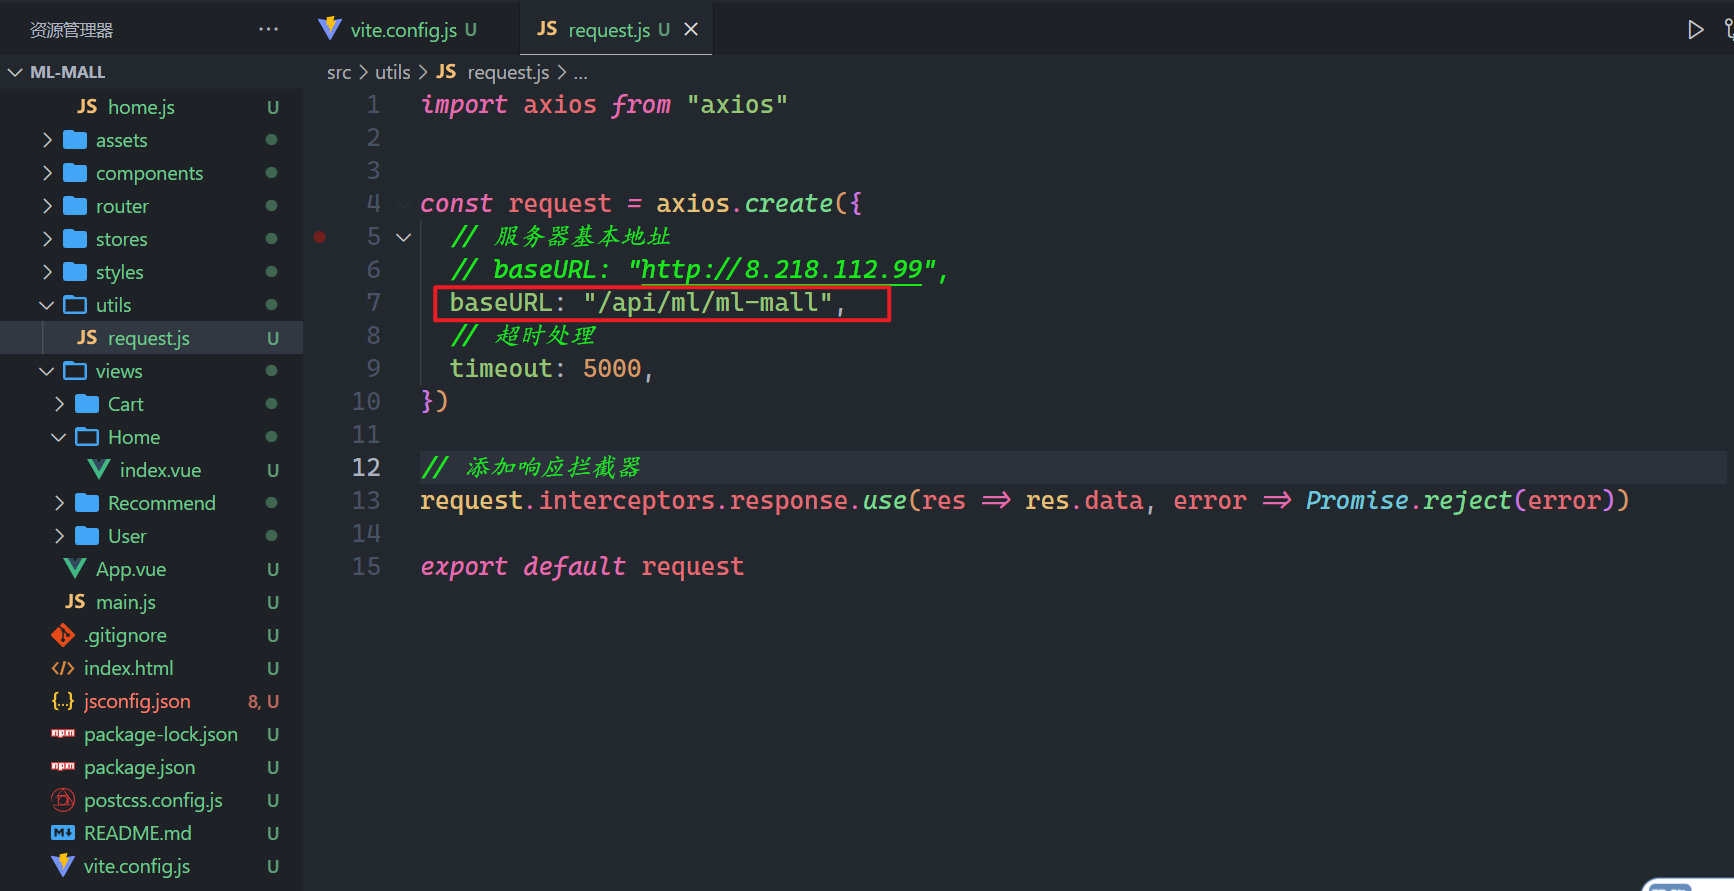 资源管理器 ···
vite.config.js U
JS request.js U
ML-MALL
src > utils > JS request.js > ...
JS home.js U
assets
components
router
stores
styles
utils
JS request.js U
views
Cart
Home
index.vue U
Recommend
User
App.vue U
JS main.js U
.gitignore U
index.html U
{..} jsconfig.json 8, U
npm package-lock.json U
npm package.json U
postcss.config.js U
M↓ README.md U
vite.config.js U
1 import axios from "axios"
2
3
4 const request = axios.create({
5 // 服务器基本地址
6 // baseURL: "http://8.218.112.99",
7 baseURL: "/api/ml/ml-mall",
8 // 超时处理
9 timeout: 5000,
10 })
11
12 // 添加响应拦截器
13 request.interceptors.response.use(res => res.data, error => Promise.reject(error))
14
15 export default request